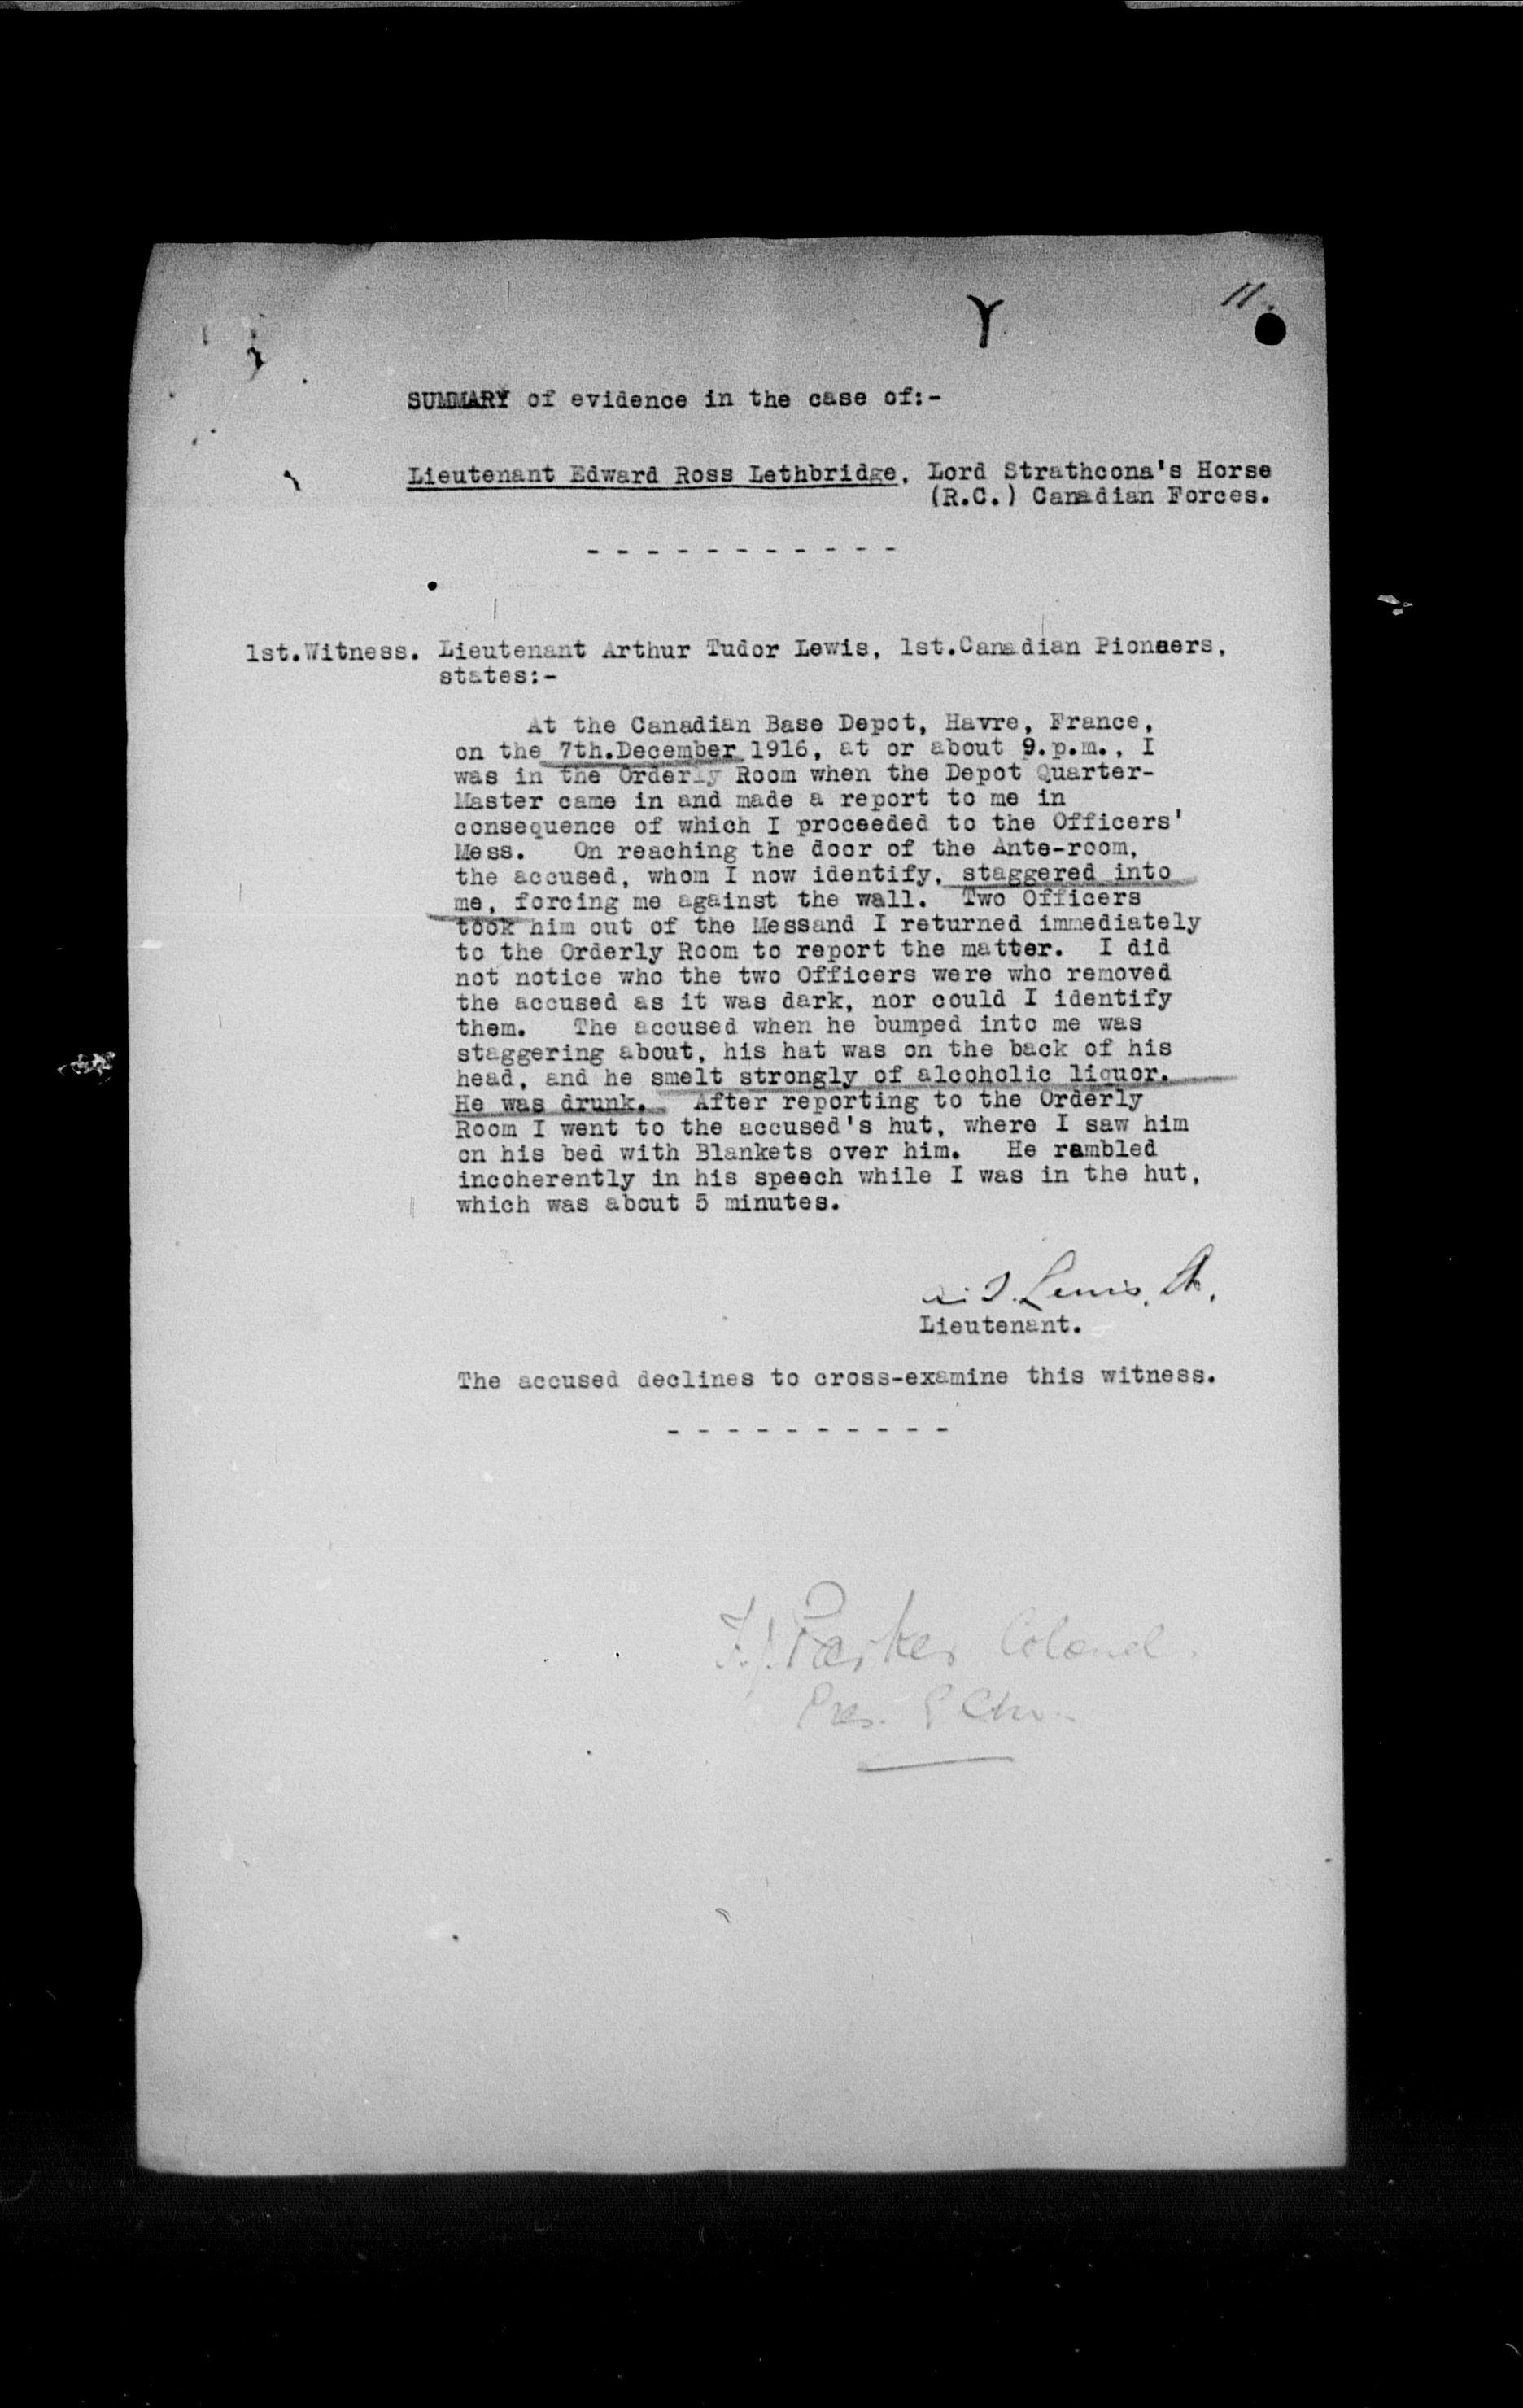 Y
11.
SUMMARY of evidence in the case of:-
Lieutenant Edward Ross Lethbridge, Lord Strathcona's Horse
(R.C.) Canadian Forces.
- - - - - - - - - - -
1st.Witness. Lieutenant Arthur Tudor Lewis, 1st.Canadian Pioneers,
states:-
At the Canadian Base Depot, Havre, France,
on the 7th.December 1916, at or about 9.p.m., I
was in the Orderly Room when the Depot Quarter-
Master came in and made a report to me in
consequence of which I proceeded to the Officers'
Mess. On reaching the door of the Ante-room,
the accused, whom I now identify, staggered into
me, forcing me against the wall. Two Officers
took him out of the Messand I returned immediately
to the Orderly Room to report the matter. I did
not notice who the two Officers were who removed
the accused as it was dark, nor could I identify
them. The accused when he bumped into me was
staggering about, his hat was on the back of his
head, and he smelt strongly of alcoholic liquor.
He was drunk. After reporting to the Orderly
Room I went to the accused's hut, where I saw him
on his bed with Blankets over him. He rambled
incoherently in his speech while I was in the hut,
which was about 5 minutes.
Lewis,
Lieutenant.
The accused declines to cross-examine this witness.
- - - - - - - - - -
Parker Colonel.
Pres.